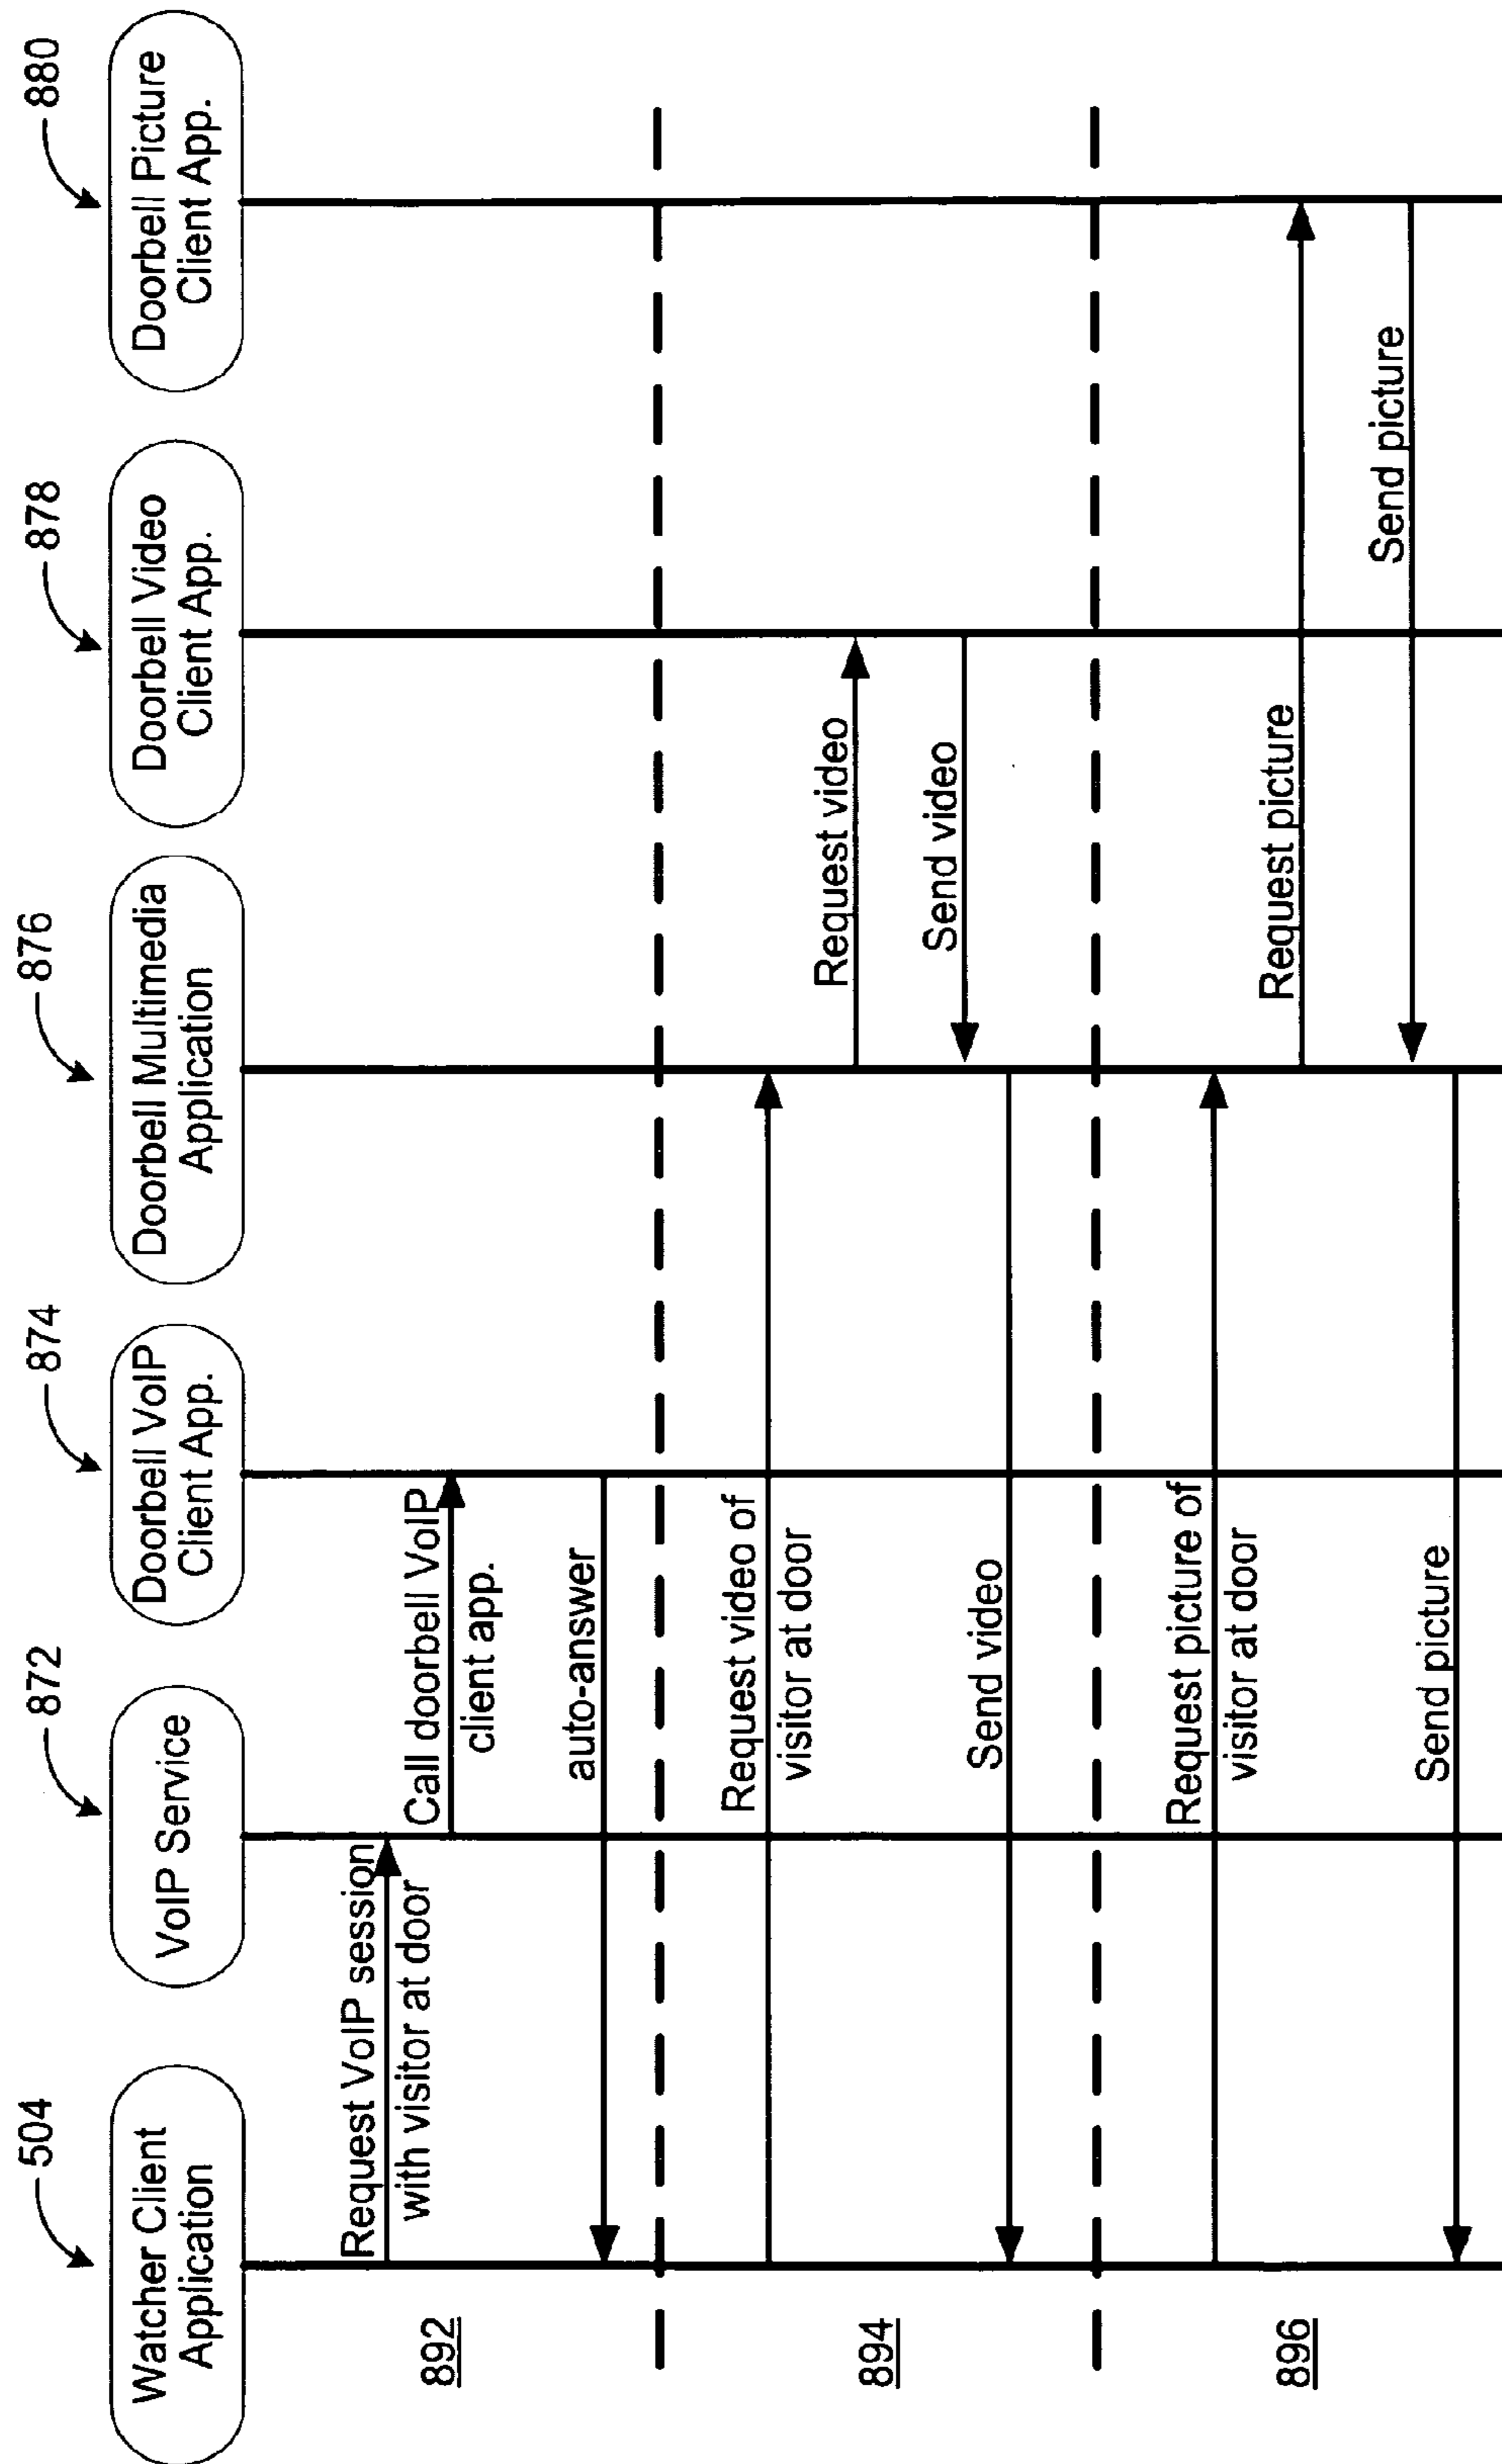 504
872
874
876
878
880
Watcher Client
Application
VoIP Service
Doorbell VoIP
Client App.
Doorbell Multimedia
Application
Doorbell Video
Client App.
Doorbell Picture
Client App.
892
Request VoIP session
with visitor at door
Call doorbell VoIP
client app.
auto-answer
894
Request video of
visitor at door
Request video
Send video
Send video
896
Request picture of
visitor at door
Request picture
Send picture
Send picture